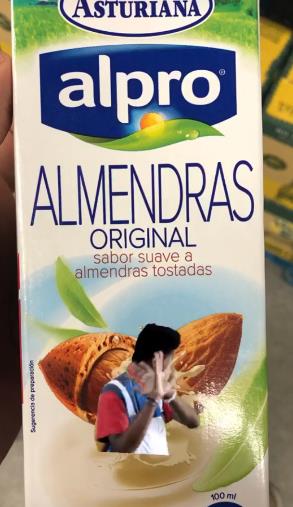 ASTURIANA
alpro®
ALMENDRAS
ORIGINAL
sabor suave a
almendras tostadas
Sugerencia de preparación
100 ml